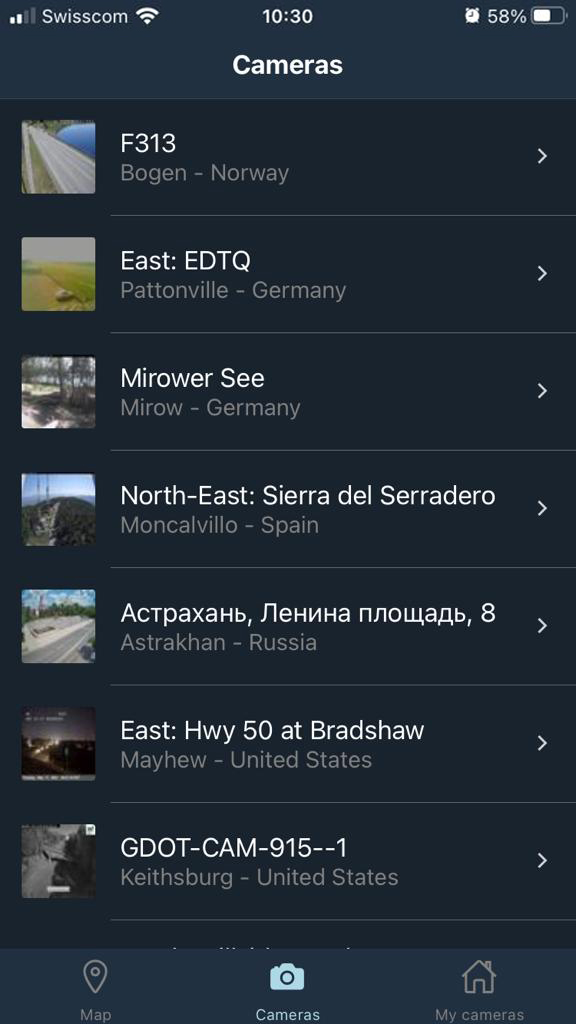 Swisscom 10:30 58%
Cameras
F313
Bogen - Norway
East: EDTQ
Pattonville - Germany
Mirower See
Mirow - Germany
North-East: Sierra del Serradero
Moncalvillo - Spain
Астрахань, Ленина площадь, 8
Astrakhan - Russia
East: Hwy 50 at Bradshaw
Mayhew - United States
GDOT-CAM-915--1
Keithsburg - United States
Map Cameras My cameras